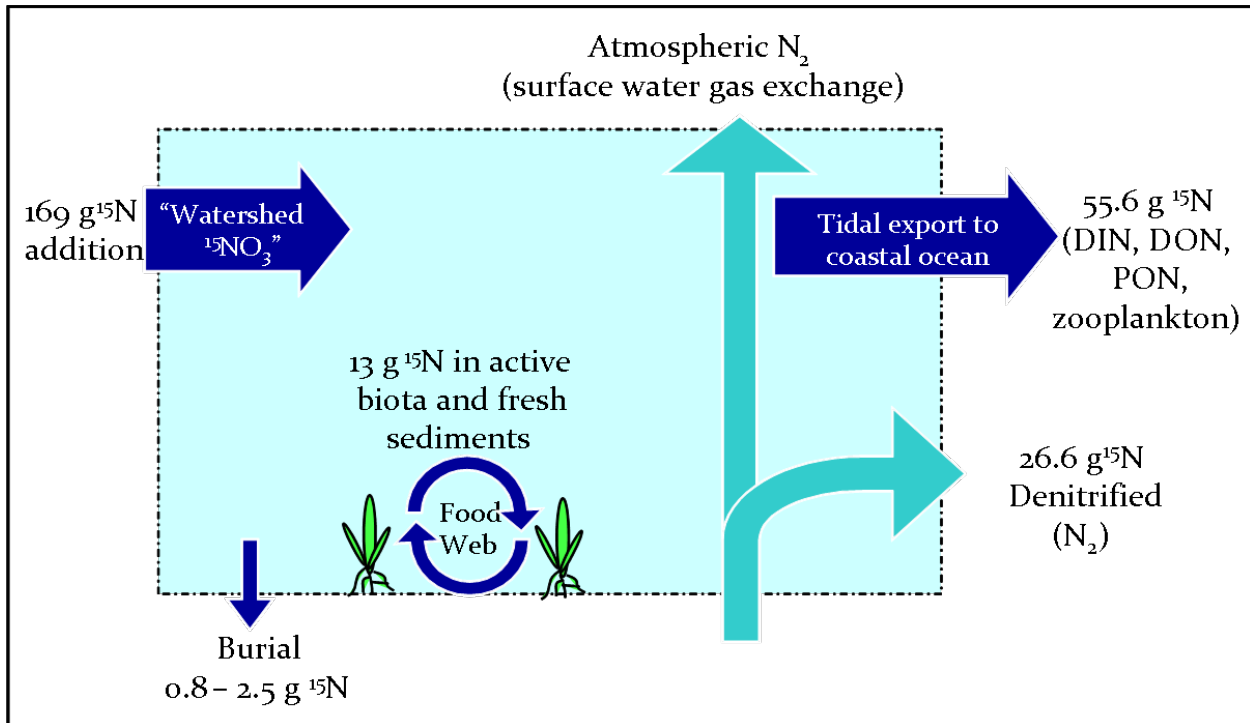 Atmospheric N₂
(surface water gas exchange)
169 g¹⁵N
addition
“Watershed
¹⁵NO₃”
Tidal export to
coastal ocean
55.6 g ¹⁵N
(DIN, DON,
PON,
zooplankton)
13 g ¹⁵N in active
biota and fresh
sediments
Food
Web
26.6 g¹⁵N
Denitrified
(N₂)
Burial
0.8 – 2.5 g ¹⁵N